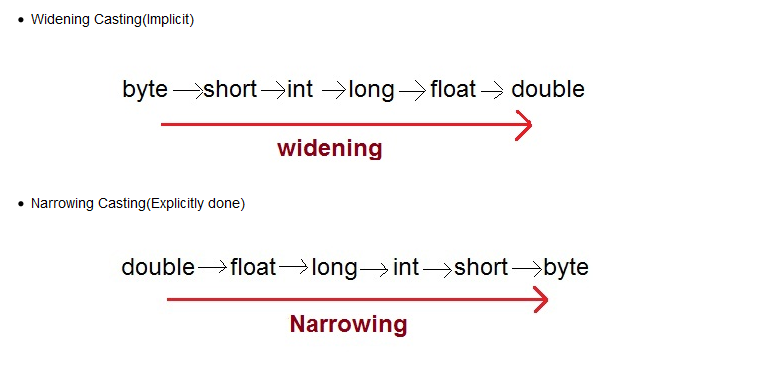 • Widening Casting(Implicit)
byte →short→int →long→float→ double
widening
• Narrowing Casting(Explicitly done)
double→float→long→int→short→byte
Narrowing